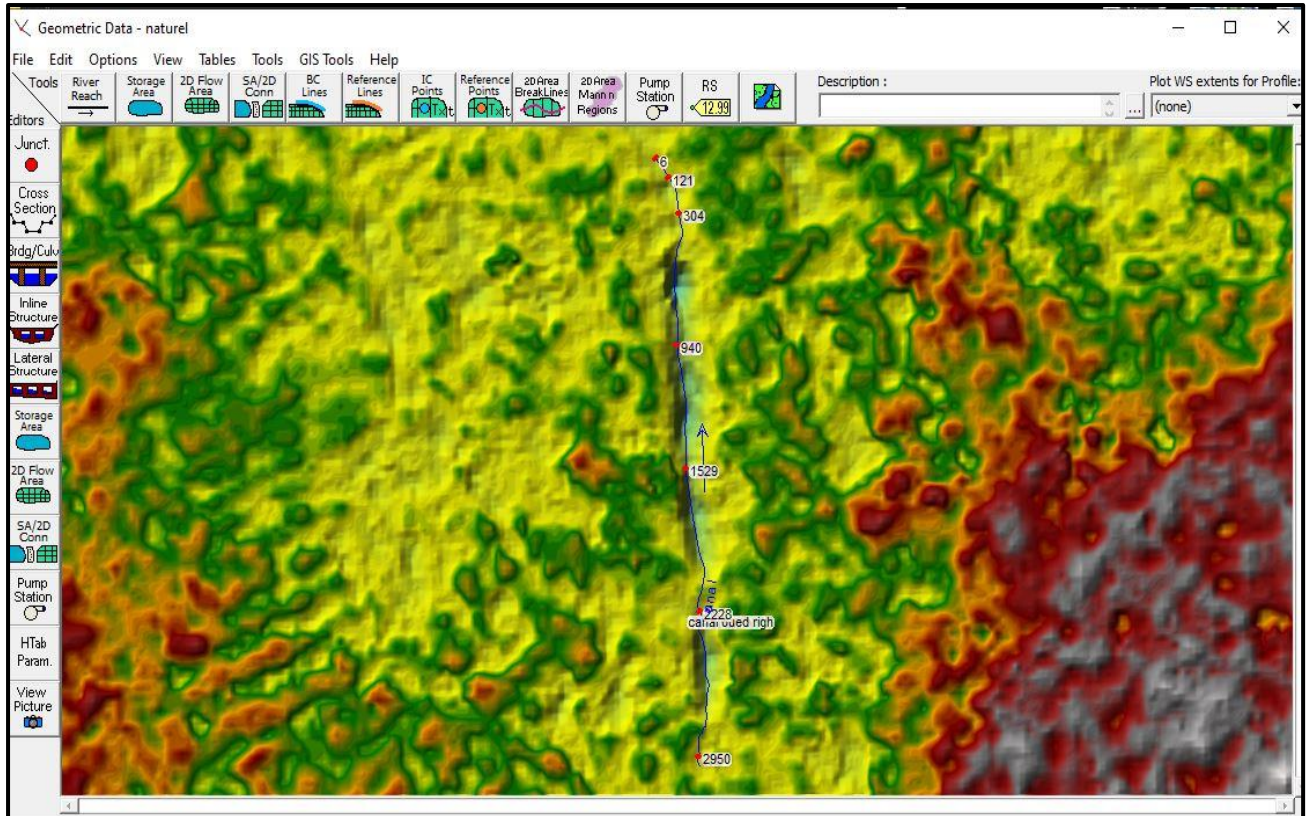 Geometric Data - naturel
File Edit Options View Tables Tools GIS Tools Help
Tools
River Reach
Storage Area
2D Flow Area
SA/2D Conn
BC Lines
Reference Lines
IC Points
Reference Points
2D Area BreakLines
2D Area Mann n Regions
Pump Station
RS
12.99
Description :
...
Plot WS extents for Profile:
(none)
Editors
Junct.
Cross Section
Brdg/Culv
Inline Structure
Lateral Structure
Storage Area
2D Flow Area
SA/2D Conn
Pump Station
HTab Param.
View Picture
6
121
304
940
1529
2228
canal oued righ
2950